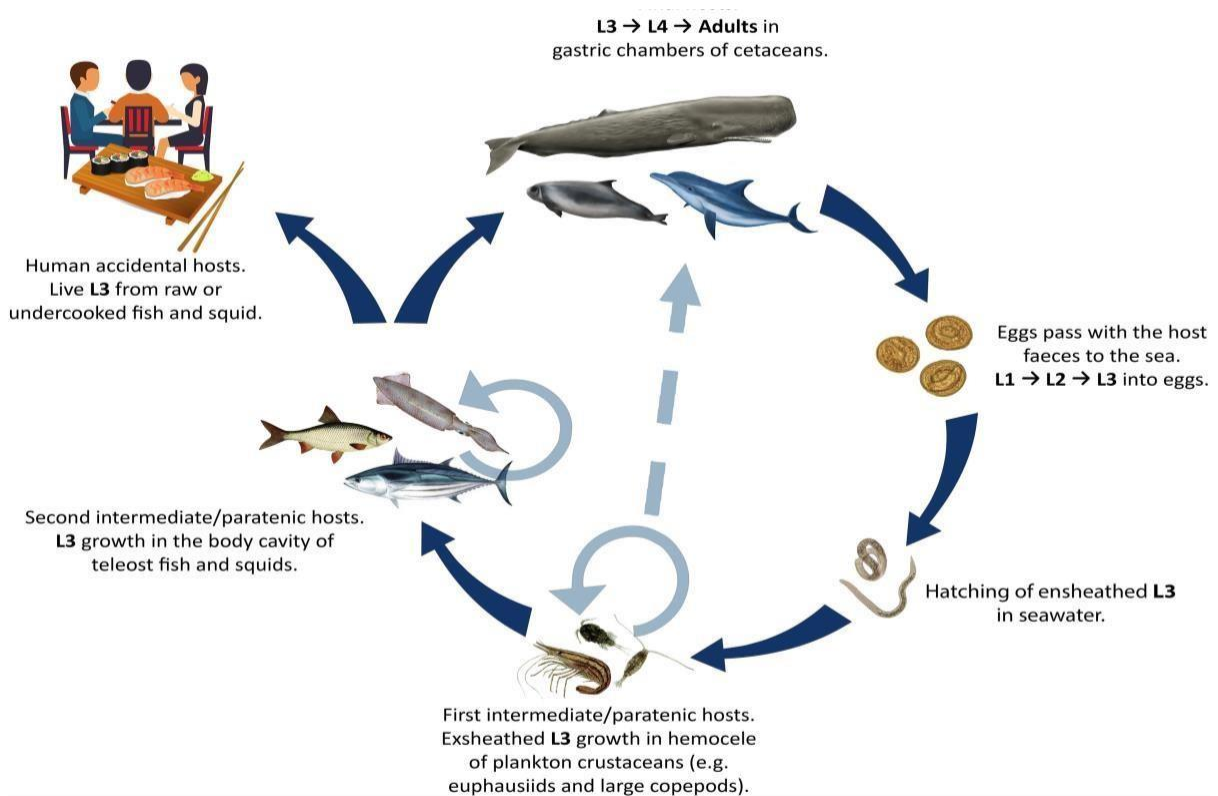 L3 → L4 → Adults in
gastric chambers of cetaceans.
Human accidental hosts.
Live L3 from raw or
undercooked fish and squid.
Eggs pass with the host
faeces to the sea.
L1 → L2 → L3 into eggs.
Second intermediate/paratenic hosts.
L3 growth in the body cavity of
teleost fish and squids.
Hatching of ensheathed L3
in seawater.
First intermediate/paratenic hosts.
Exsheathed L3 growth in hemocele
of plankton crustaceans (e.g.
euphausiids and large copepods).